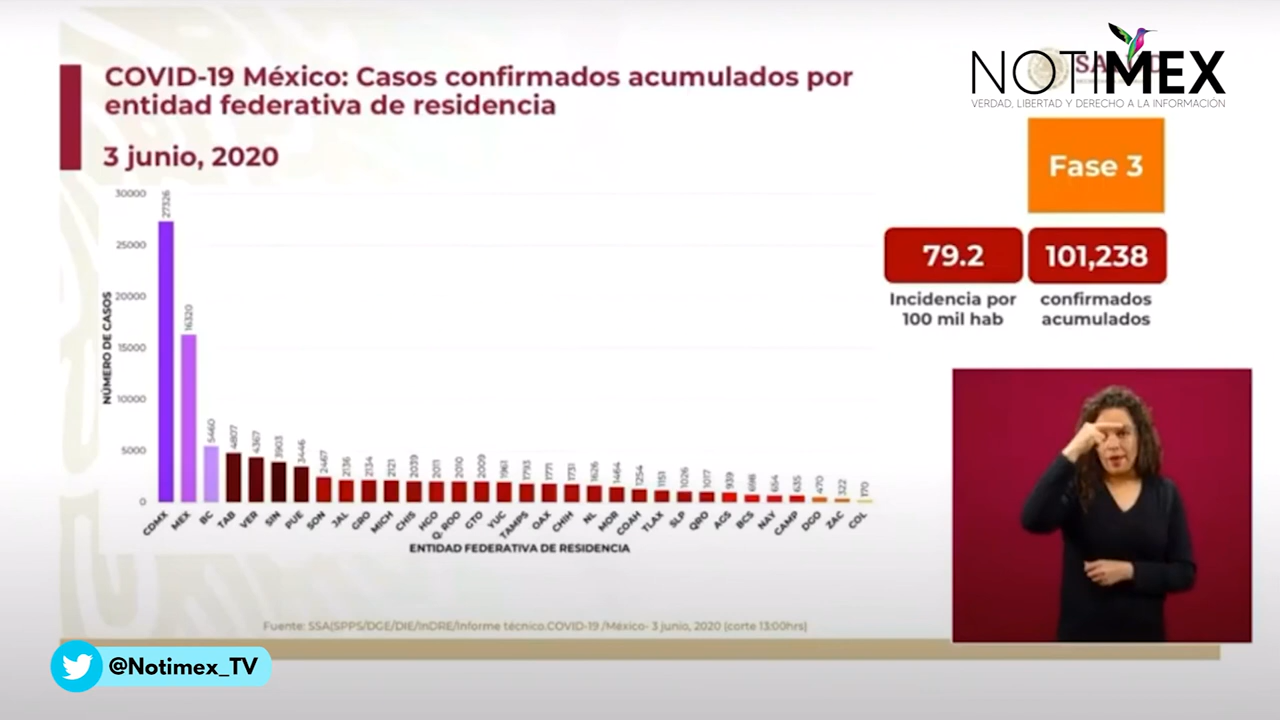 COVID-19 México: Casos confirmados acumulados por
entidad federativa de residencia
3 junio, 2020
NOTIMEX
VERDAD, LIBERTAD Y DERECHO A LA INFORMACIÓN
Fase 3
79.2
101,238
Incidencia por
100 mil hab
confirmados
acumulados
NÚMERO DE CASOS
30000
25000
20000
15000
10000
5000
0
27326
16320
5460
4807
4367
3903
3446
2467
2136
2134
2121
2039
2011
2010
2009
1961
1793
1771
1731
1626
1464
1254
1151
1026
1017
939
698
654
635
470
322
170
CDMX
MEX
BC
TAB
VER
SIN
PUE
SON
JAL
GRO
MICH
CHIS
HGO
Q. ROO
GTO
YUC
TAMPS
OAX
CHIH
NL
MOR
COAH
TLAX
SLP
QRO
AGS
BCS
NAY
CAMP
DGO
ZAC
COL
ENTIDAD FEDERATIVA DE RESIDENCIA
Fuente: SSA(SPPS/DGE/DIE/InDRE/Informe técnico.COVID-19 /México- 3 junio, 2020 (corte 13:00hrs)
@Notimex_TV